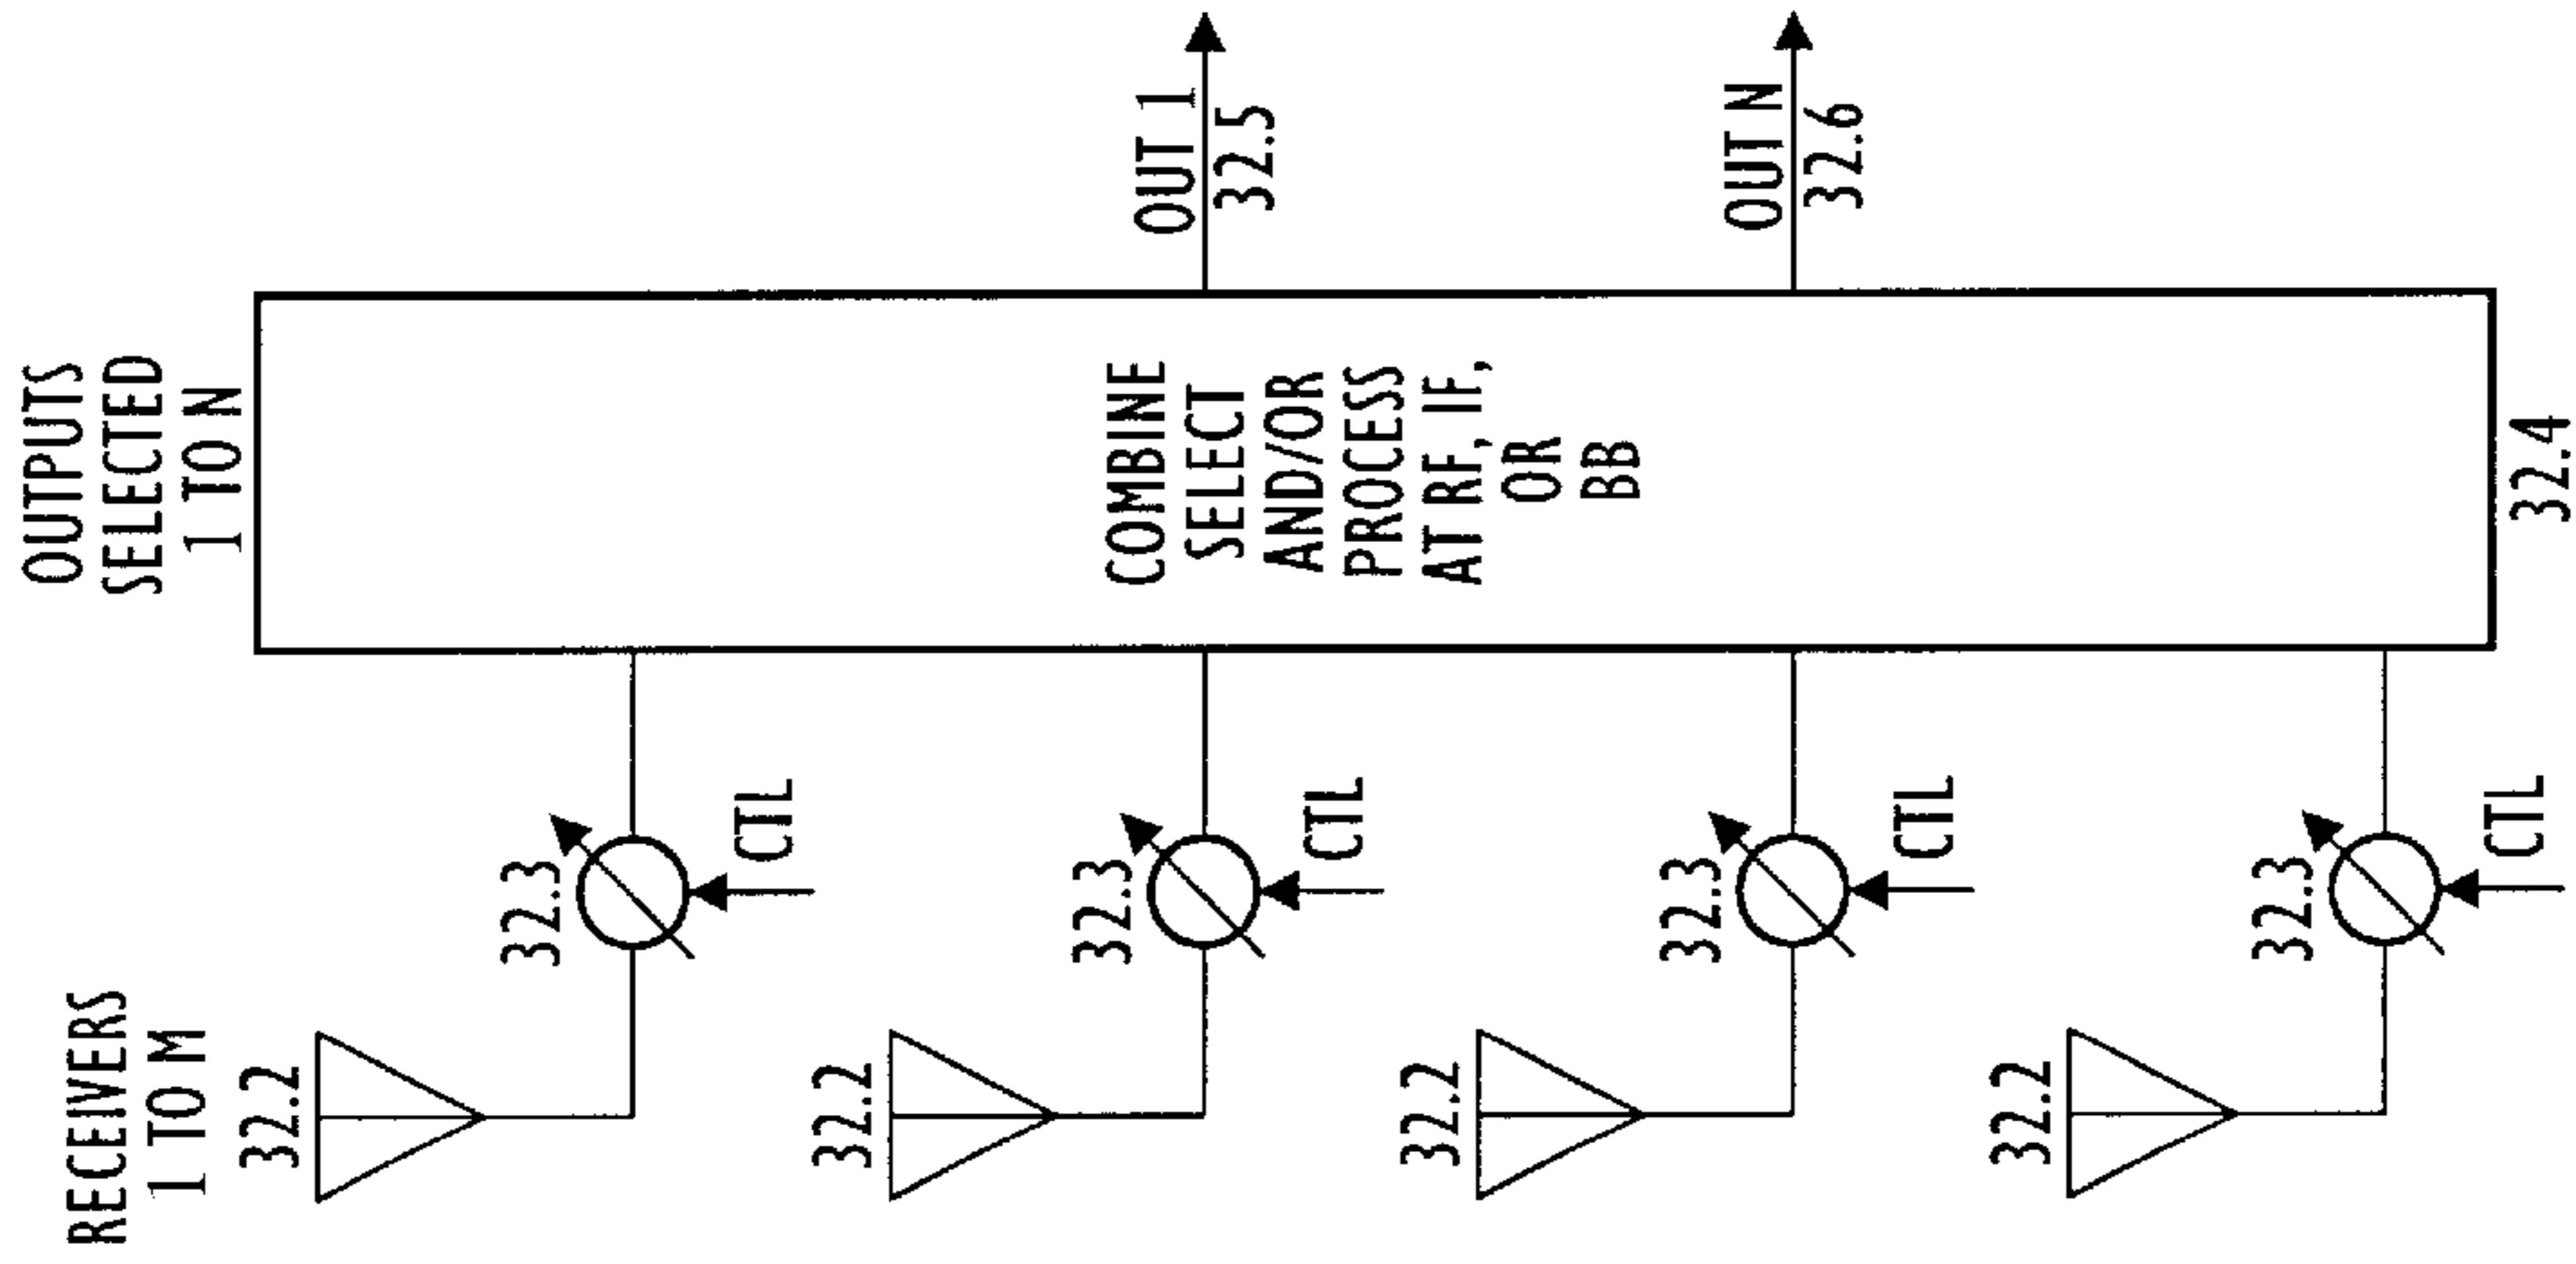 RECEIVERS
1 TO M
32.2
32.3
CTL
32.2
32.3
CTL
32.2
32.3
CTL
32.2
32.3
CTL
OUTPUTS
SELECTED
1 TO N
COMBINE
SELECT
AND/OR
PROCESS
AT RF, IF,
OR
BB
32.4
OUT 1
32.5
OUT N
32.6